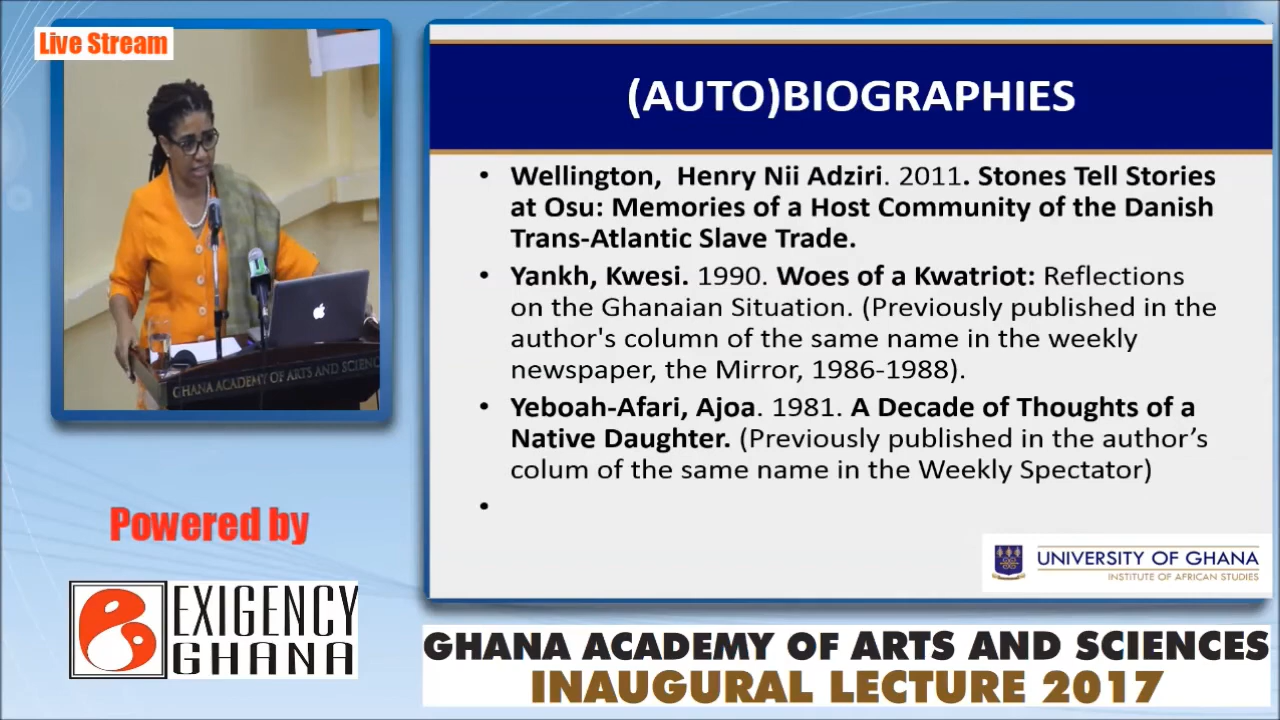 Live Stream
GHANA ACADEMY OF ARTS AND SCIENC
Powered by
EXIGENCY
GHANA
(AUTO)BIOGRAPHIES
• Wellington, Henry Nii Adziri. 2011. Stones Tell Stories
at Osu: Memories of a Host Community of the Danish
Trans-Atlantic Slave Trade.
• Yankh, Kwesi. 1990. Woes of a Kwatriot: Reflections
on the Ghanaian Situation. (Previously published in the
author's column of the same name in the weekly
newspaper, the Mirror, 1986-1988).
• Yeboah-Afari, Ajoa. 1981. A Decade of Thoughts of a
Native Daughter. (Previously published in the author’s
colum of the same name in the Weekly Spectator)
•
UNIVERSITY OF GHANA
INSTITUTE OF AFRICAN STUDIES
GHANA ACADEMY OF ARTS AND SCIENCES
INAUGURAL LECTURE 2017